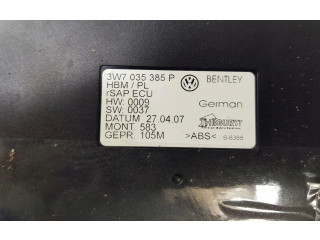 3W7 035 385 P
HBM / PL
rSAP ECU
HW: 0009
SW: 0037
DATUM 27.04.07
MONT. 583
GEPR. 105M
BENTLEY
German
>ABS<